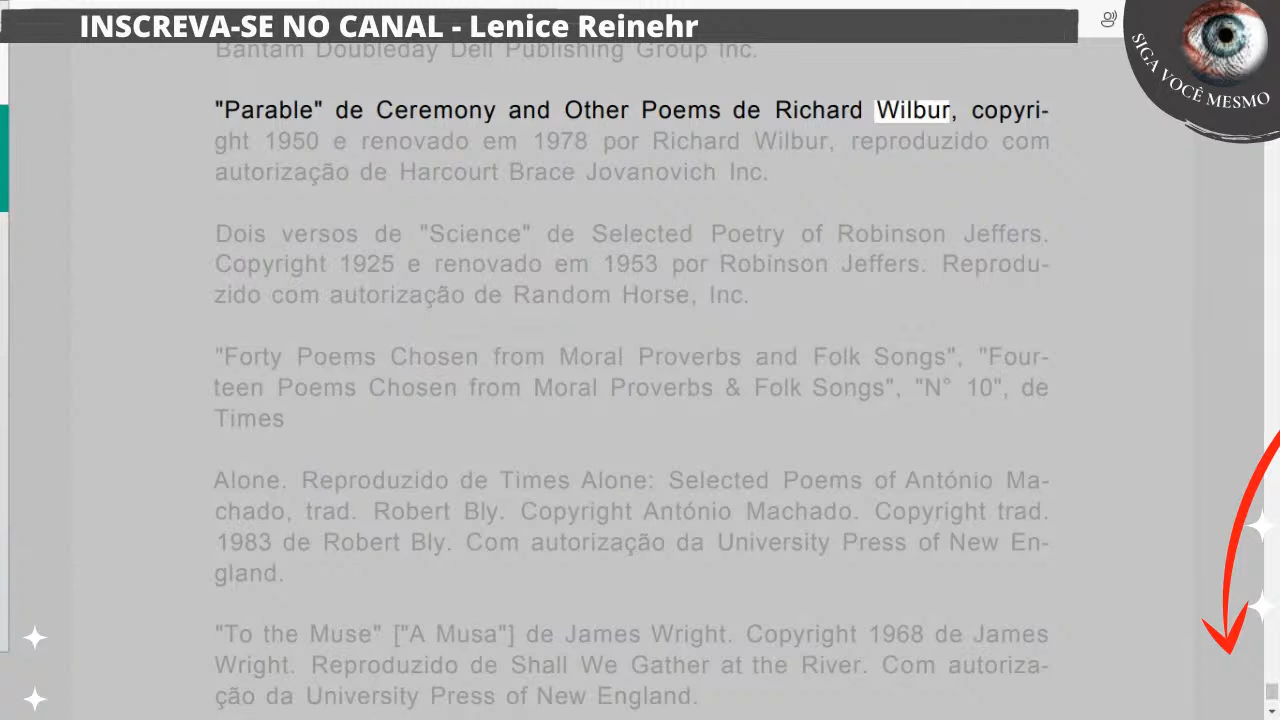 INSCREVA-SE NO CANAL - Lenice Reinehr
SIGA VOCÊ MESMO
Bantam Doubleday Dell Publishing Group Inc.
"Parable" de Ceremony and Other Poems de Richard Wilbur, copyri-
ght 1950 e renovado em 1978 por Richard Wilbur, reproduzido com
autorização de Harcourt Brace Jovanovich Inc.
Dois versos de "Science" de Selected Poetry of Robinson Jeffers.
Copyright 1925 e renovado em 1953 por Robinson Jeffers. Reprodu-
zido com autorização de Random Horse, Inc.
"Forty Poems Chosen from Moral Proverbs and Folk Songs", "Four-
teen Poems Chosen from Moral Proverbs & Folk Songs", "N° 10", de
Times
Alone. Reproduzido de Times Alone: Selected Poems of António Ma-
chado, trad. Robert Bly. Copyright António Machado. Copyright trad.
1983 de Robert Bly. Com autorização da University Press of New En-
gland.
"To the Muse" ["A Musa"] de James Wright. Copyright 1968 de James
Wright. Reproduzido de Shall We Gather at the River. Com autoriza-
ção da University Press of New England.